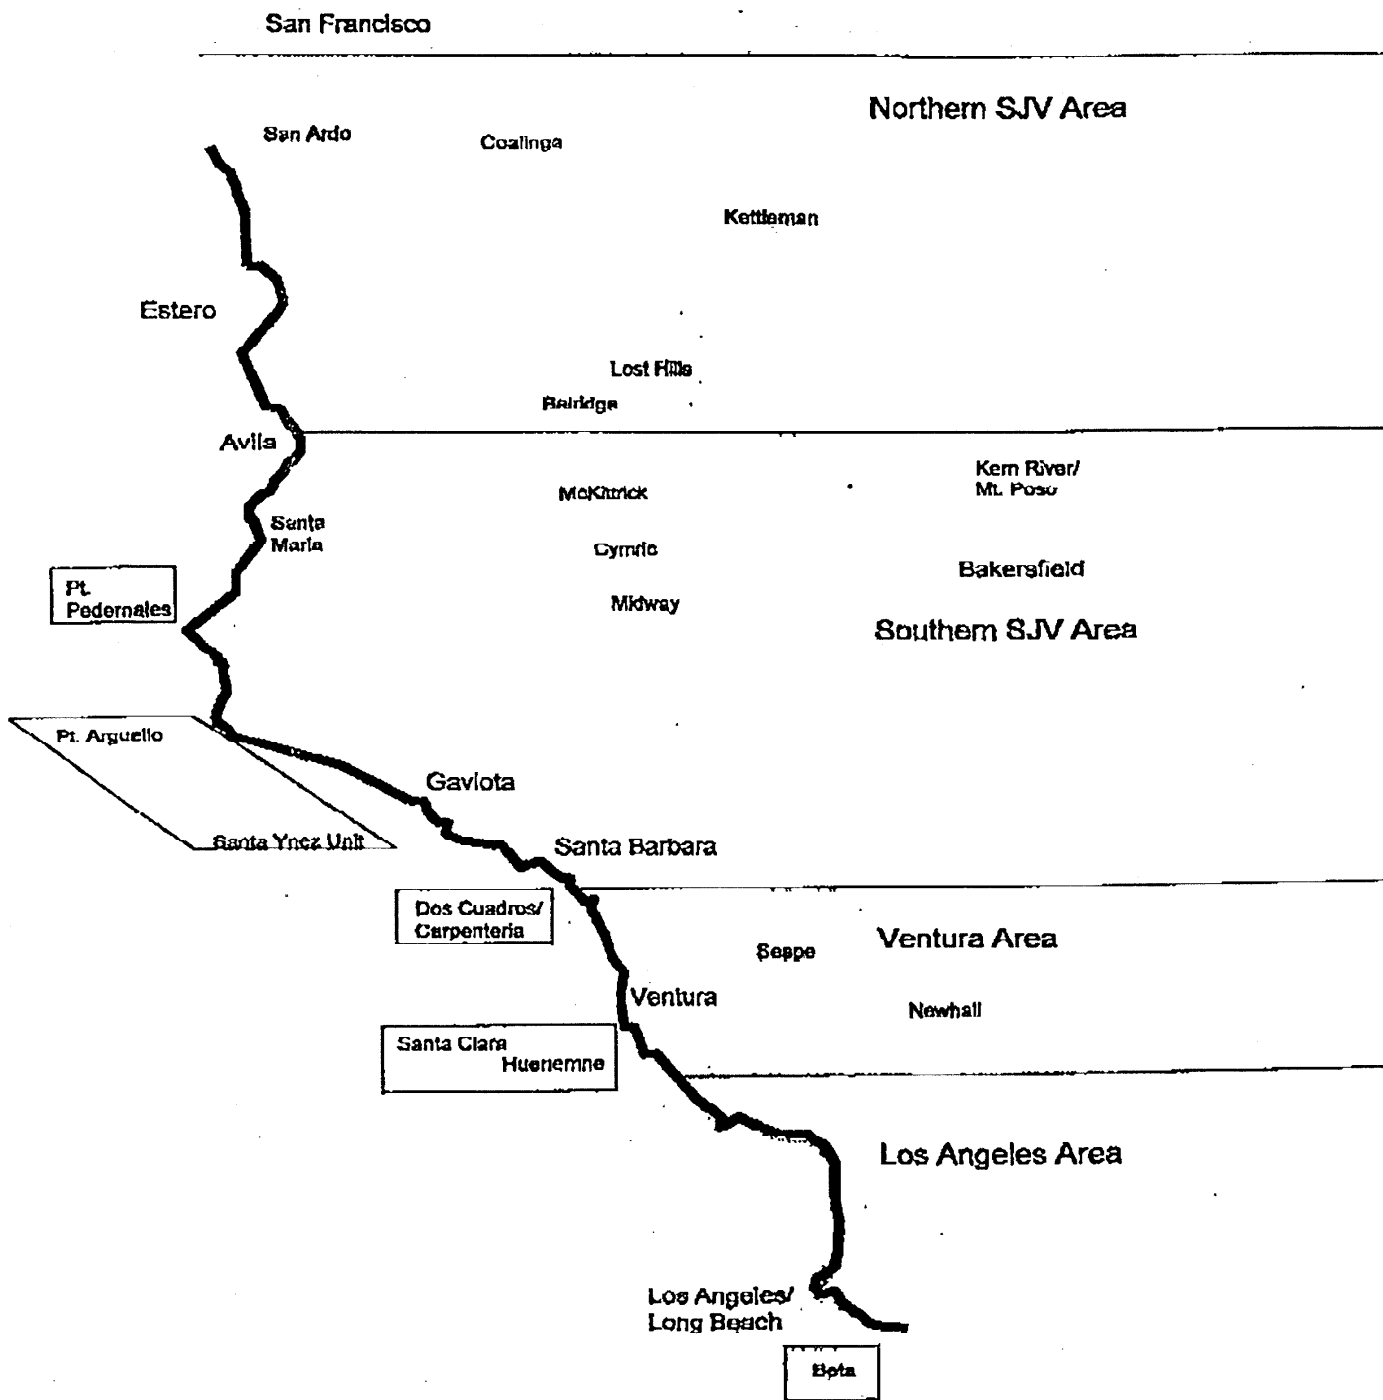 San Francisco
Northern SJV Area
San Ardo
Coalinga
Kettleman
Estero
Lost Hills
Belridge
Avila
Kern River/
Mt. Poso
McKittrick
Santa
Maria
Cymric
Bakersfield
Pt.
Pedernales
Midway
Southern SJV Area
Pt. Arguello
Gaviota
Santa Ynez Unit
Santa Barbara
Dos Cuadros/
Carpenteria
Ventura Area
Sespe
Ventura
Newhall
Santa Clara
Huenemne
Los Angeles Area
Los Angeles/
Long Beach
Beta